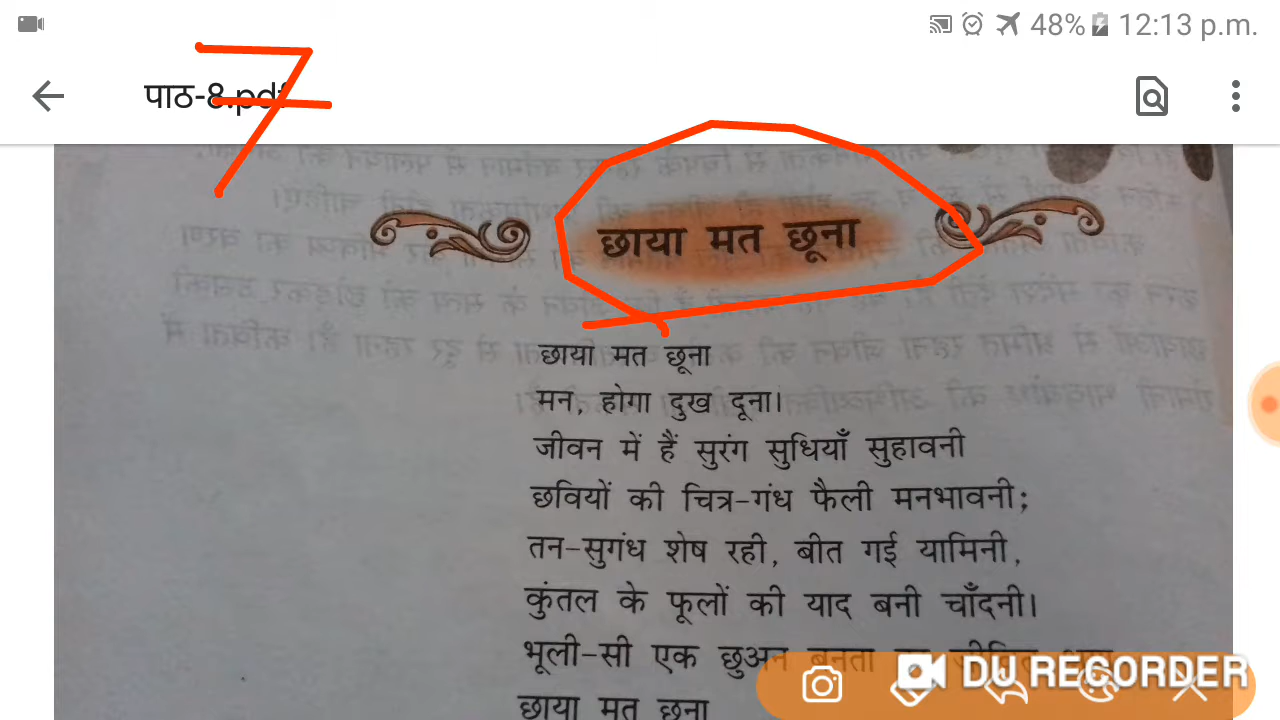 48% 12:13 p.m.
पाठ-8.pdf
7
छाया मत छूना
छाया मत छूना
मन, होगा दुख दूना।
जीवन में हैं सुरंग सुधियाँ सुहावनी
छवियों की चित्र-गंध फैली मनभावनी;
तन-सुगंध शेष रही, बीत गई यामिनी,
कुंतल के फूलों की याद बनी चाँदनी।
भूली-सी एक छुअन बनता
DU RECORDER
छाया मत छूना